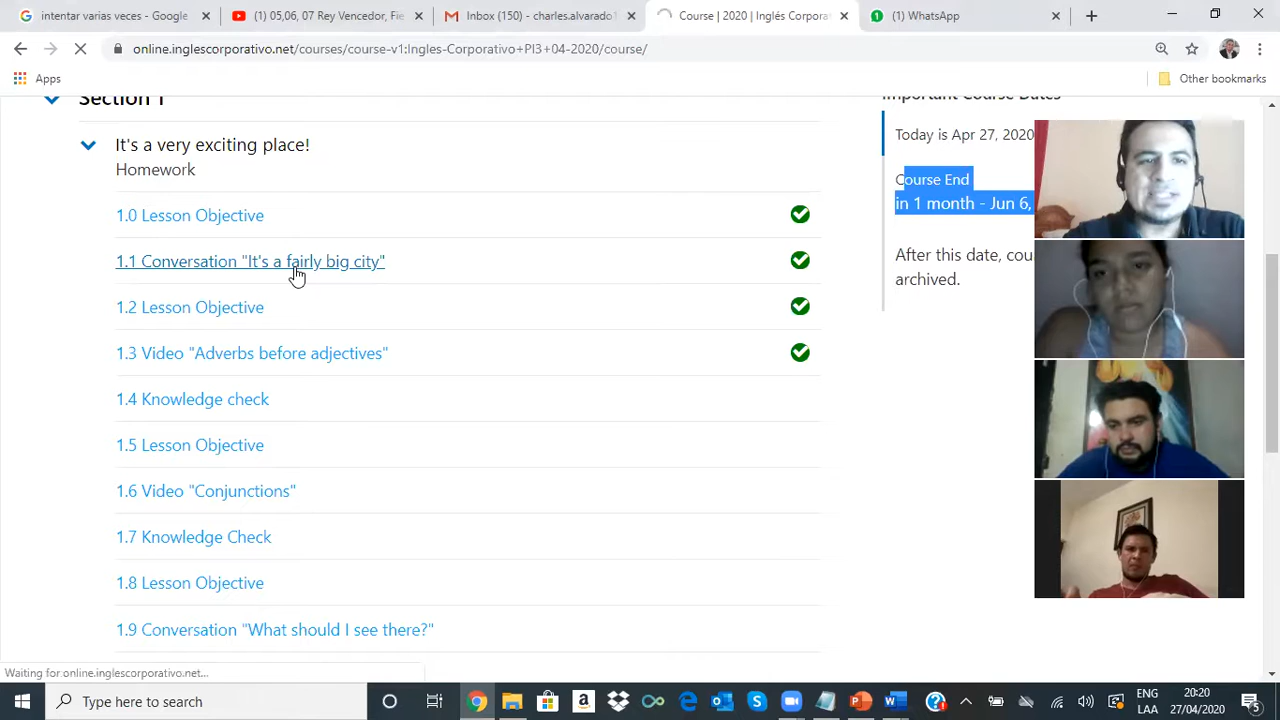 intentar varias veces - Google
(1) 05,06, 07 Rey Vencedor, Fie
Inbox (150) - charles.alvarado1
Course | 2020 | Inglés Corporat
(1) WhatsApp
online.inglescorporativo.net/courses/course-v1:Ingles-Corporativo+PI3+04-2020/course/
Apps
Other bookmarks
Section 1
Important Course Dates
It's a very exciting place!
Homework
Today is Apr 27, 2020
Course End
in 1 month - Jun 6,
After this date, cou
archived.
1.0 Lesson Objective
1.1 Conversation "It's a fairly big city"
1.2 Lesson Objective
1.3 Video "Adverbs before adjectives"
1.4 Knowledge check
1.5 Lesson Objective
1.6 Video "Conjunctions"
1.7 Knowledge Check
1.8 Lesson Objective
1.9 Conversation "What should I see there?"
Waiting for online.inglescorporativo.net...
Type here to search
ENG
LAA
20:20
27/04/2020
5